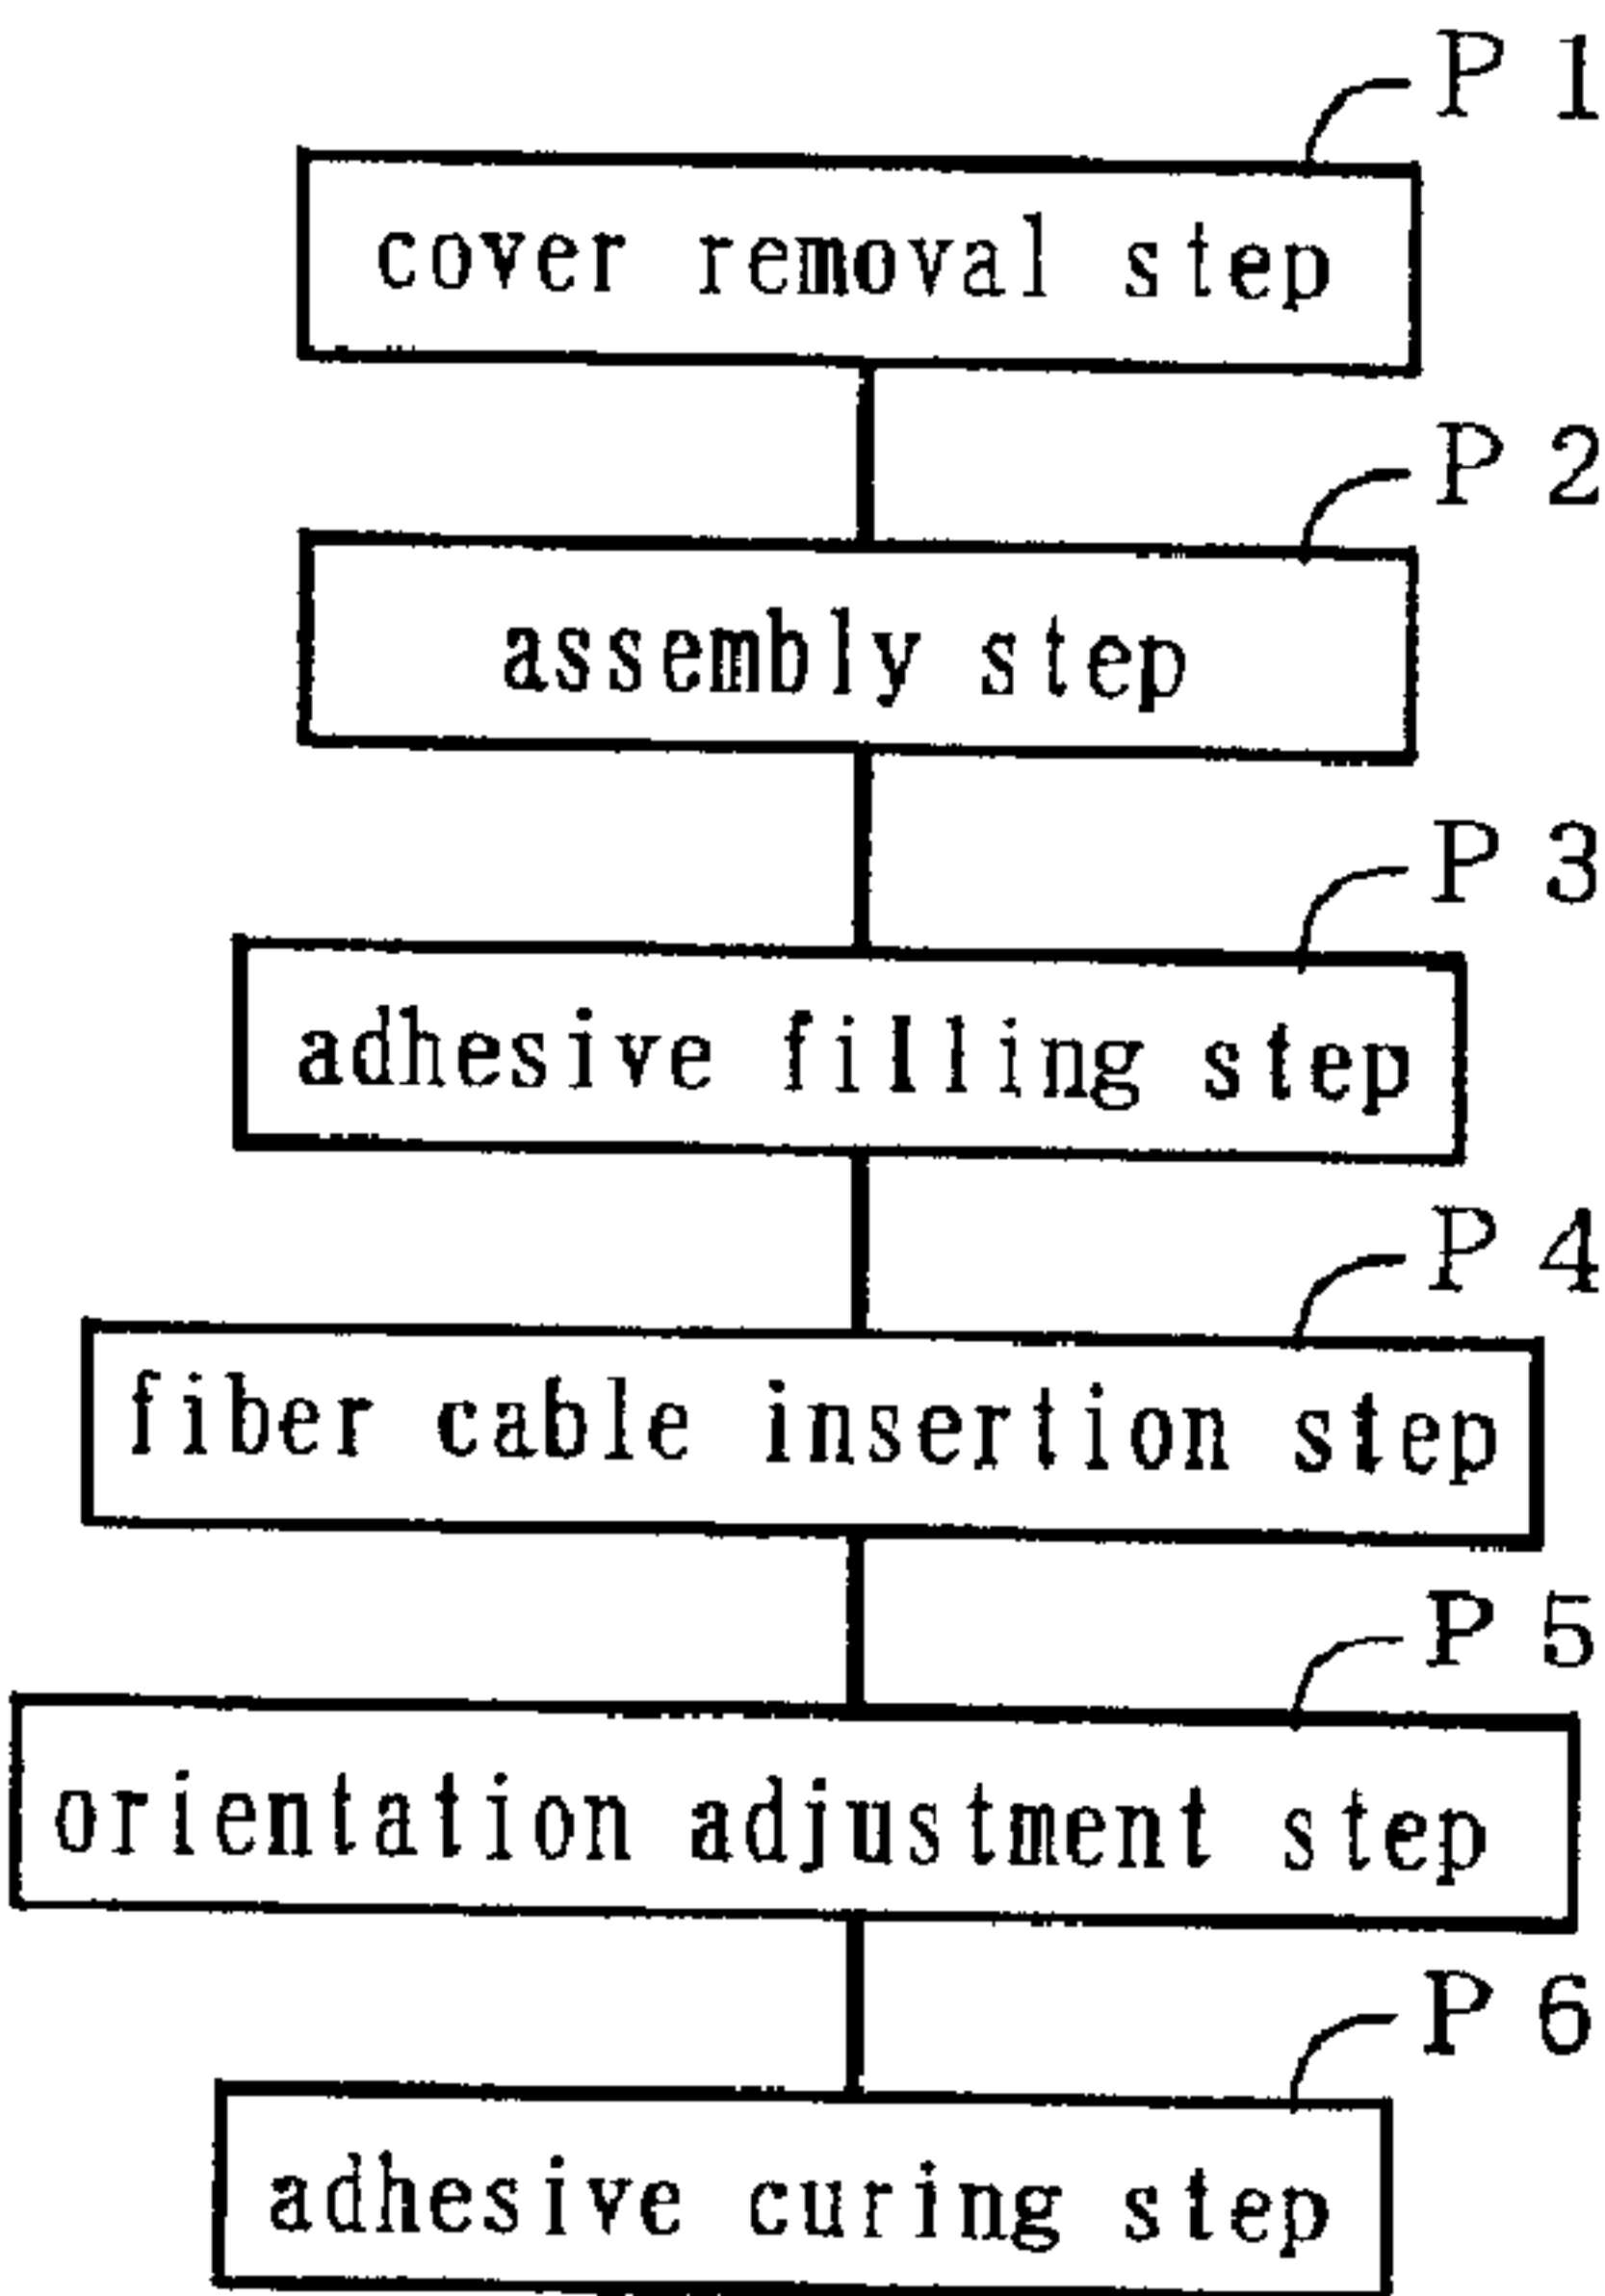 P1
cover removal step
P2
assembly step
P3
adhesive filling step
P4
fiber cable insertion step
P5
orientation adjustment step
P6
adhesive curing step